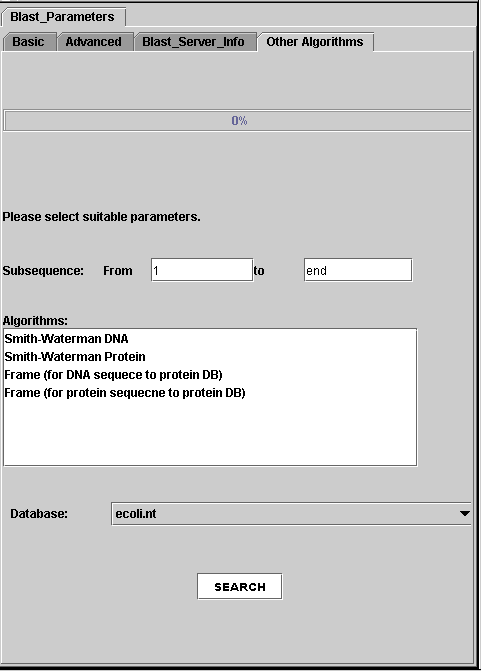 Blast_Parameters
Basic Advanced Blast_Server_Info Other Algorithms
0%
Please select suitable parameters.
Subsequence: From 1 to end
Algorithms:
Smith-Waterman DNA
Smith-Waterman Protein
Frame (for DNA sequece to protein DB)
Frame (for protein sequecne to protein DB)
Database: ecoli.nt
SEARCH